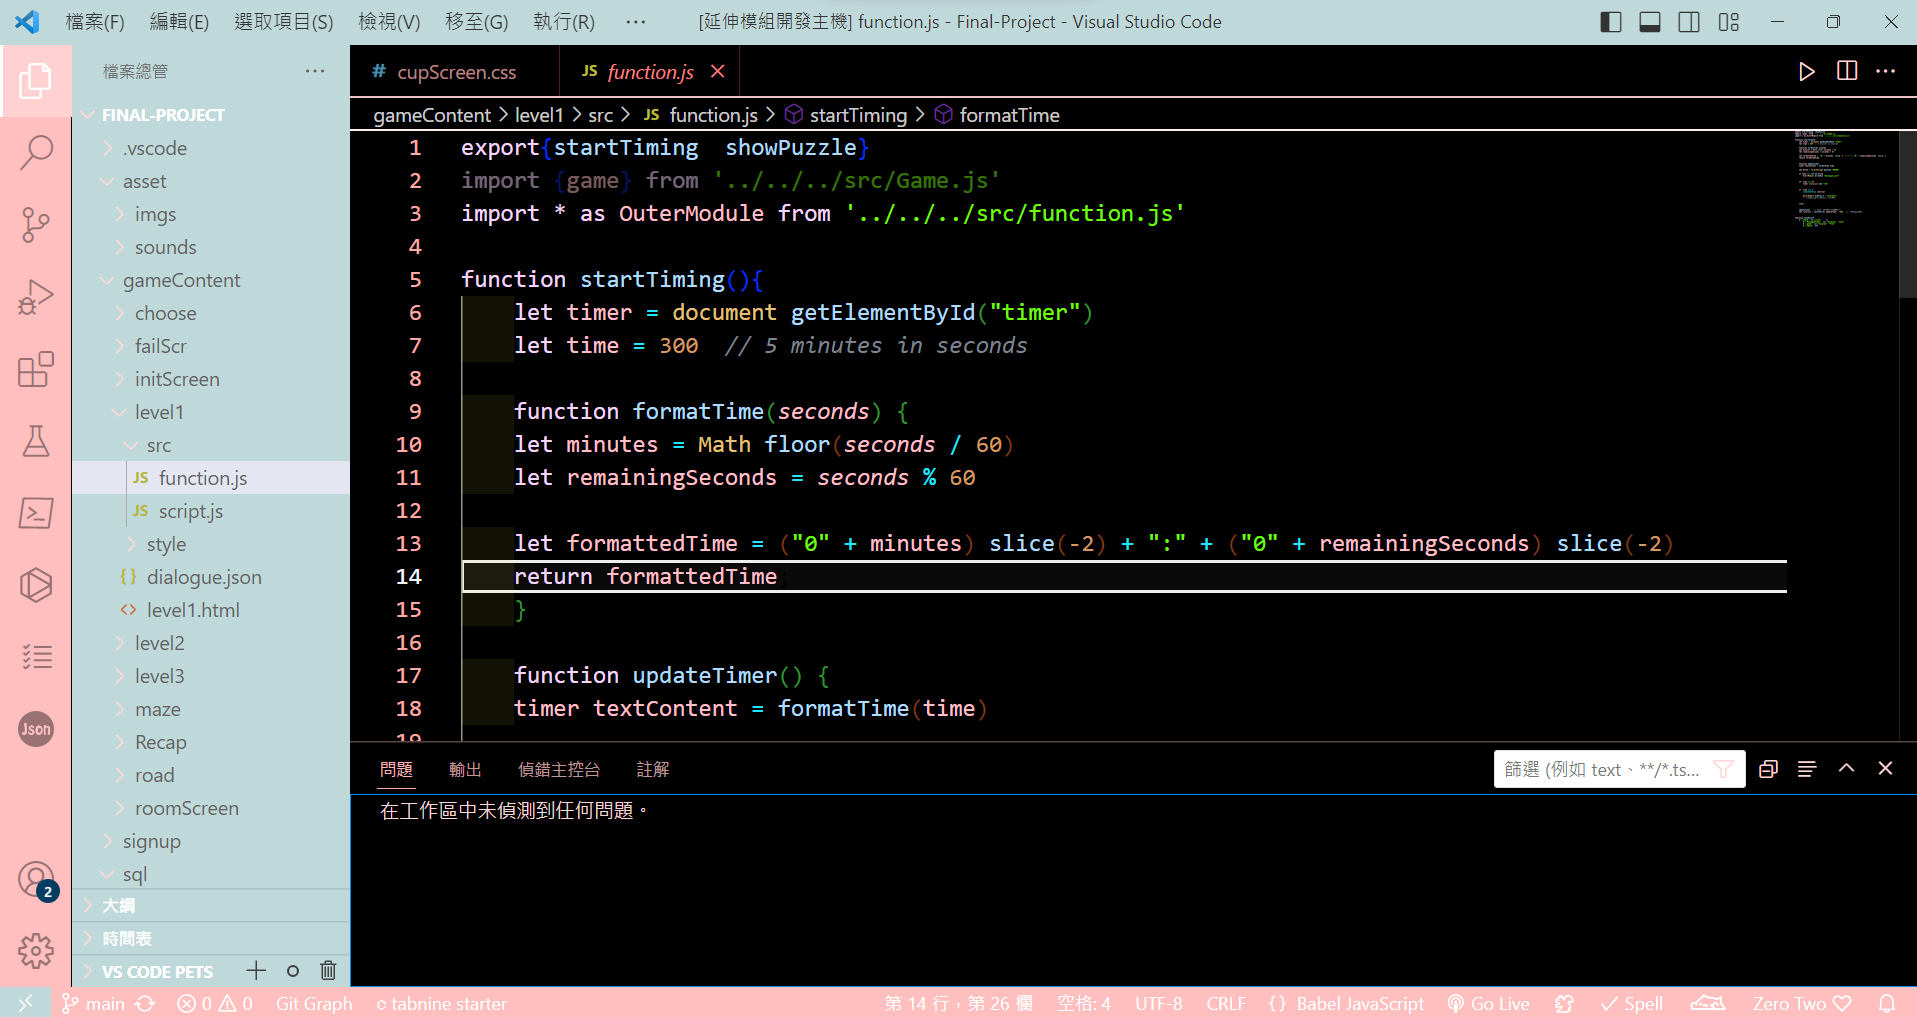 檔案(F) 編輯(E) 選取項目(S) 檢視(V) 移至(G) 執行(R) ··· [延伸模組開發主機] function.js - Final-Project - Visual Studio Code
檔案總管 ···
FINAL-PROJECT
.vscode
asset
imgs
sounds
gameContent
choose
failScr
initScreen
level1
src
JS function.js
JS script.js
style
{} dialogue.json
<> level1.html
level2
level3
maze
Recap
road
roomScreen
signup
sql
大綱
時間表
VS CODE PETS
Json
2
# cupScreen.css JS function.js
gameContent > level1 > src > JS function.js > startTiming > formatTime
1 export{startTiming showPuzzle}
2 import {game} from '../../../src/Game.js'
3 import * as OuterModule from '../../../src/function.js'
4
5 function startTiming(){
6 let timer = document getElementById("timer")
7 let time = 300 // 5 minutes in seconds
8
9 function formatTime(seconds) {
10 let minutes = Math floor(seconds / 60)
11 let remainingSeconds = seconds % 60
12
13 let formattedTime = ("0" + minutes) slice(-2) + ":" + ("0" + remainingSeconds) slice(-2)
14 return formattedTime
15 }
16
17 function updateTimer() {
18 timer textContent = formatTime(time)
19
問題 輸出 偵錯主控台 註解 篩選 (例如 text、**/*.ts...
在工作區中未偵測到任何問題。
main 0 0 Git Graph tabnine starter 第 14 行，第 26 欄 空格: 4 UTF-8 CRLF {} Babel JavaScript Go Live Spell Zero Two